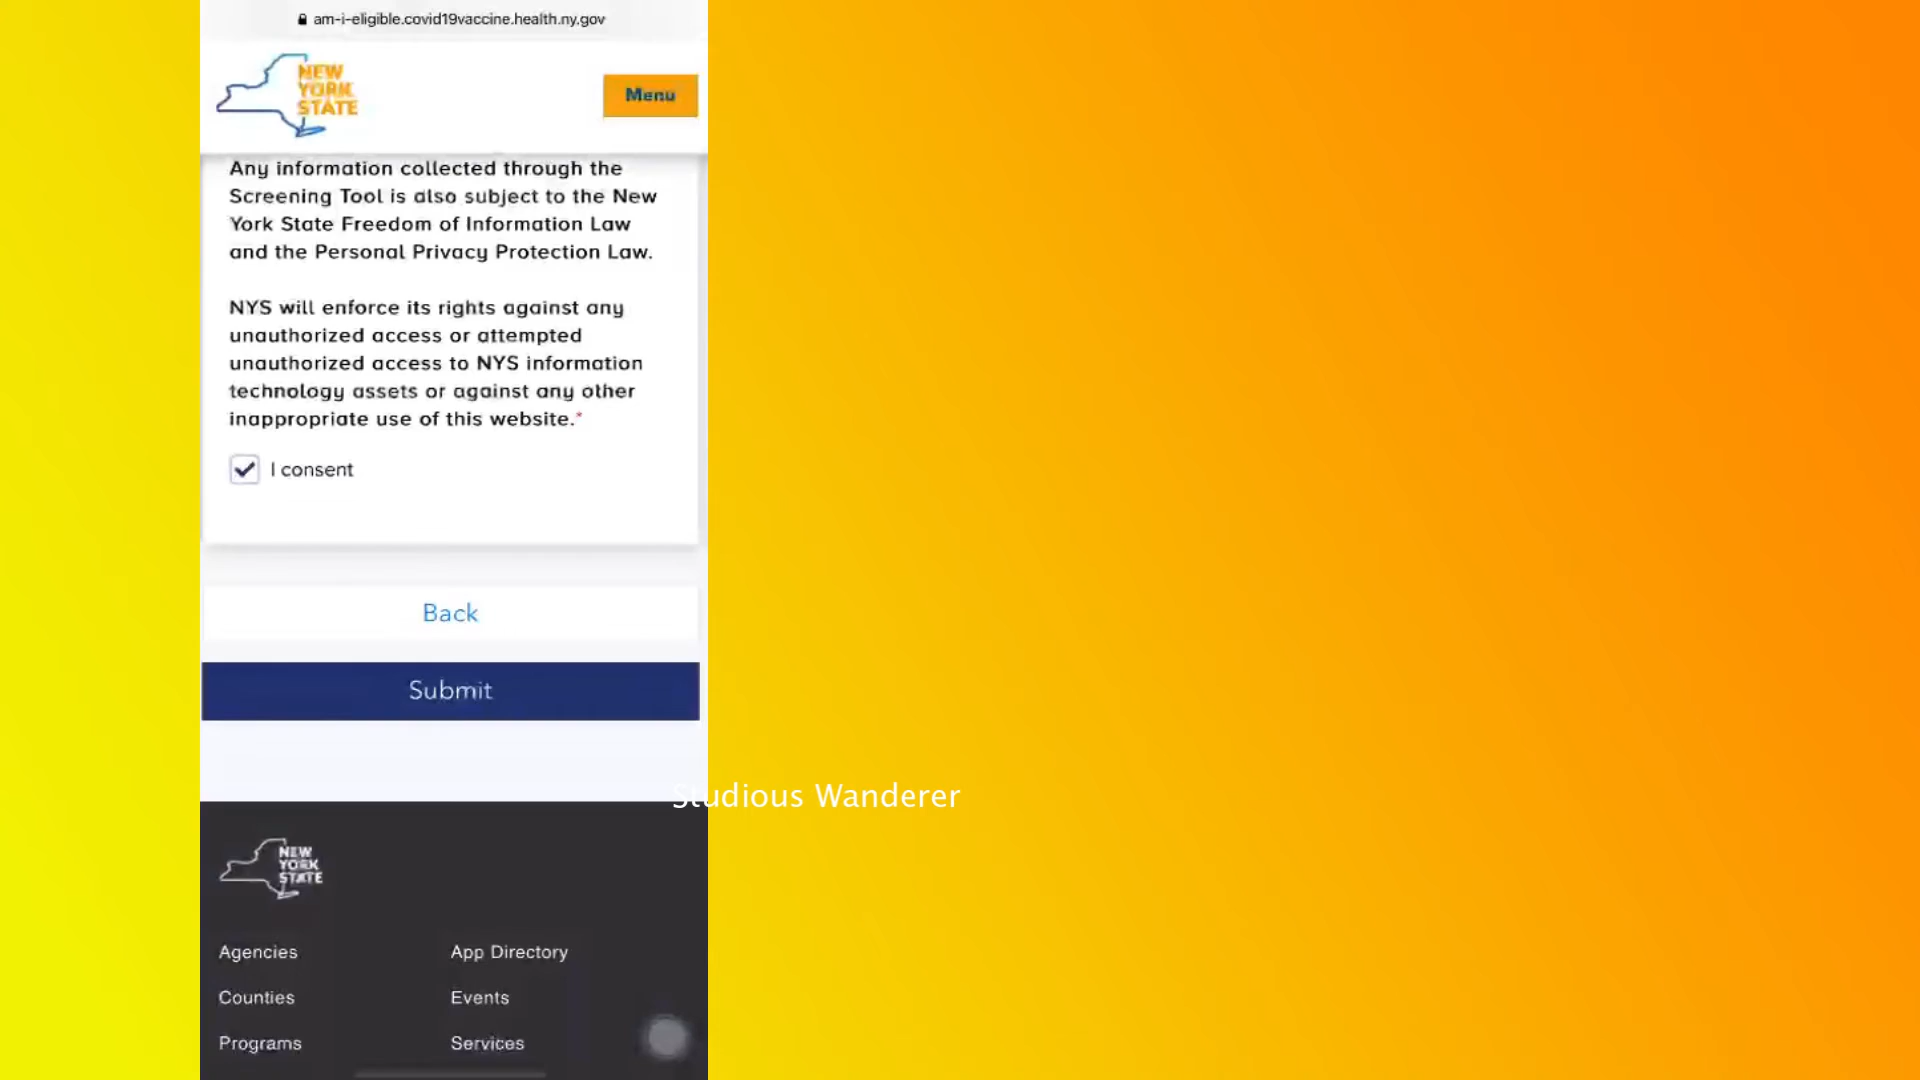 am-i-eligible.covid19vaccine.health.ny.gov
NEW
YORK
STATE
Menu
Any information collected through the
Screening Tool is also subject to the New
York State Freedom of Information Law
and the Personal Privacy Protection Law.
NYS will enforce its rights against any
unauthorized access or attempted
unauthorized access to NYS information
technology assets or against any other
inappropriate use of this website.*
I consent
Back
Submit
Studious Wanderer
NEW
YORK
STATE
Agencies
App Directory
Counties
Events
Programs
Services